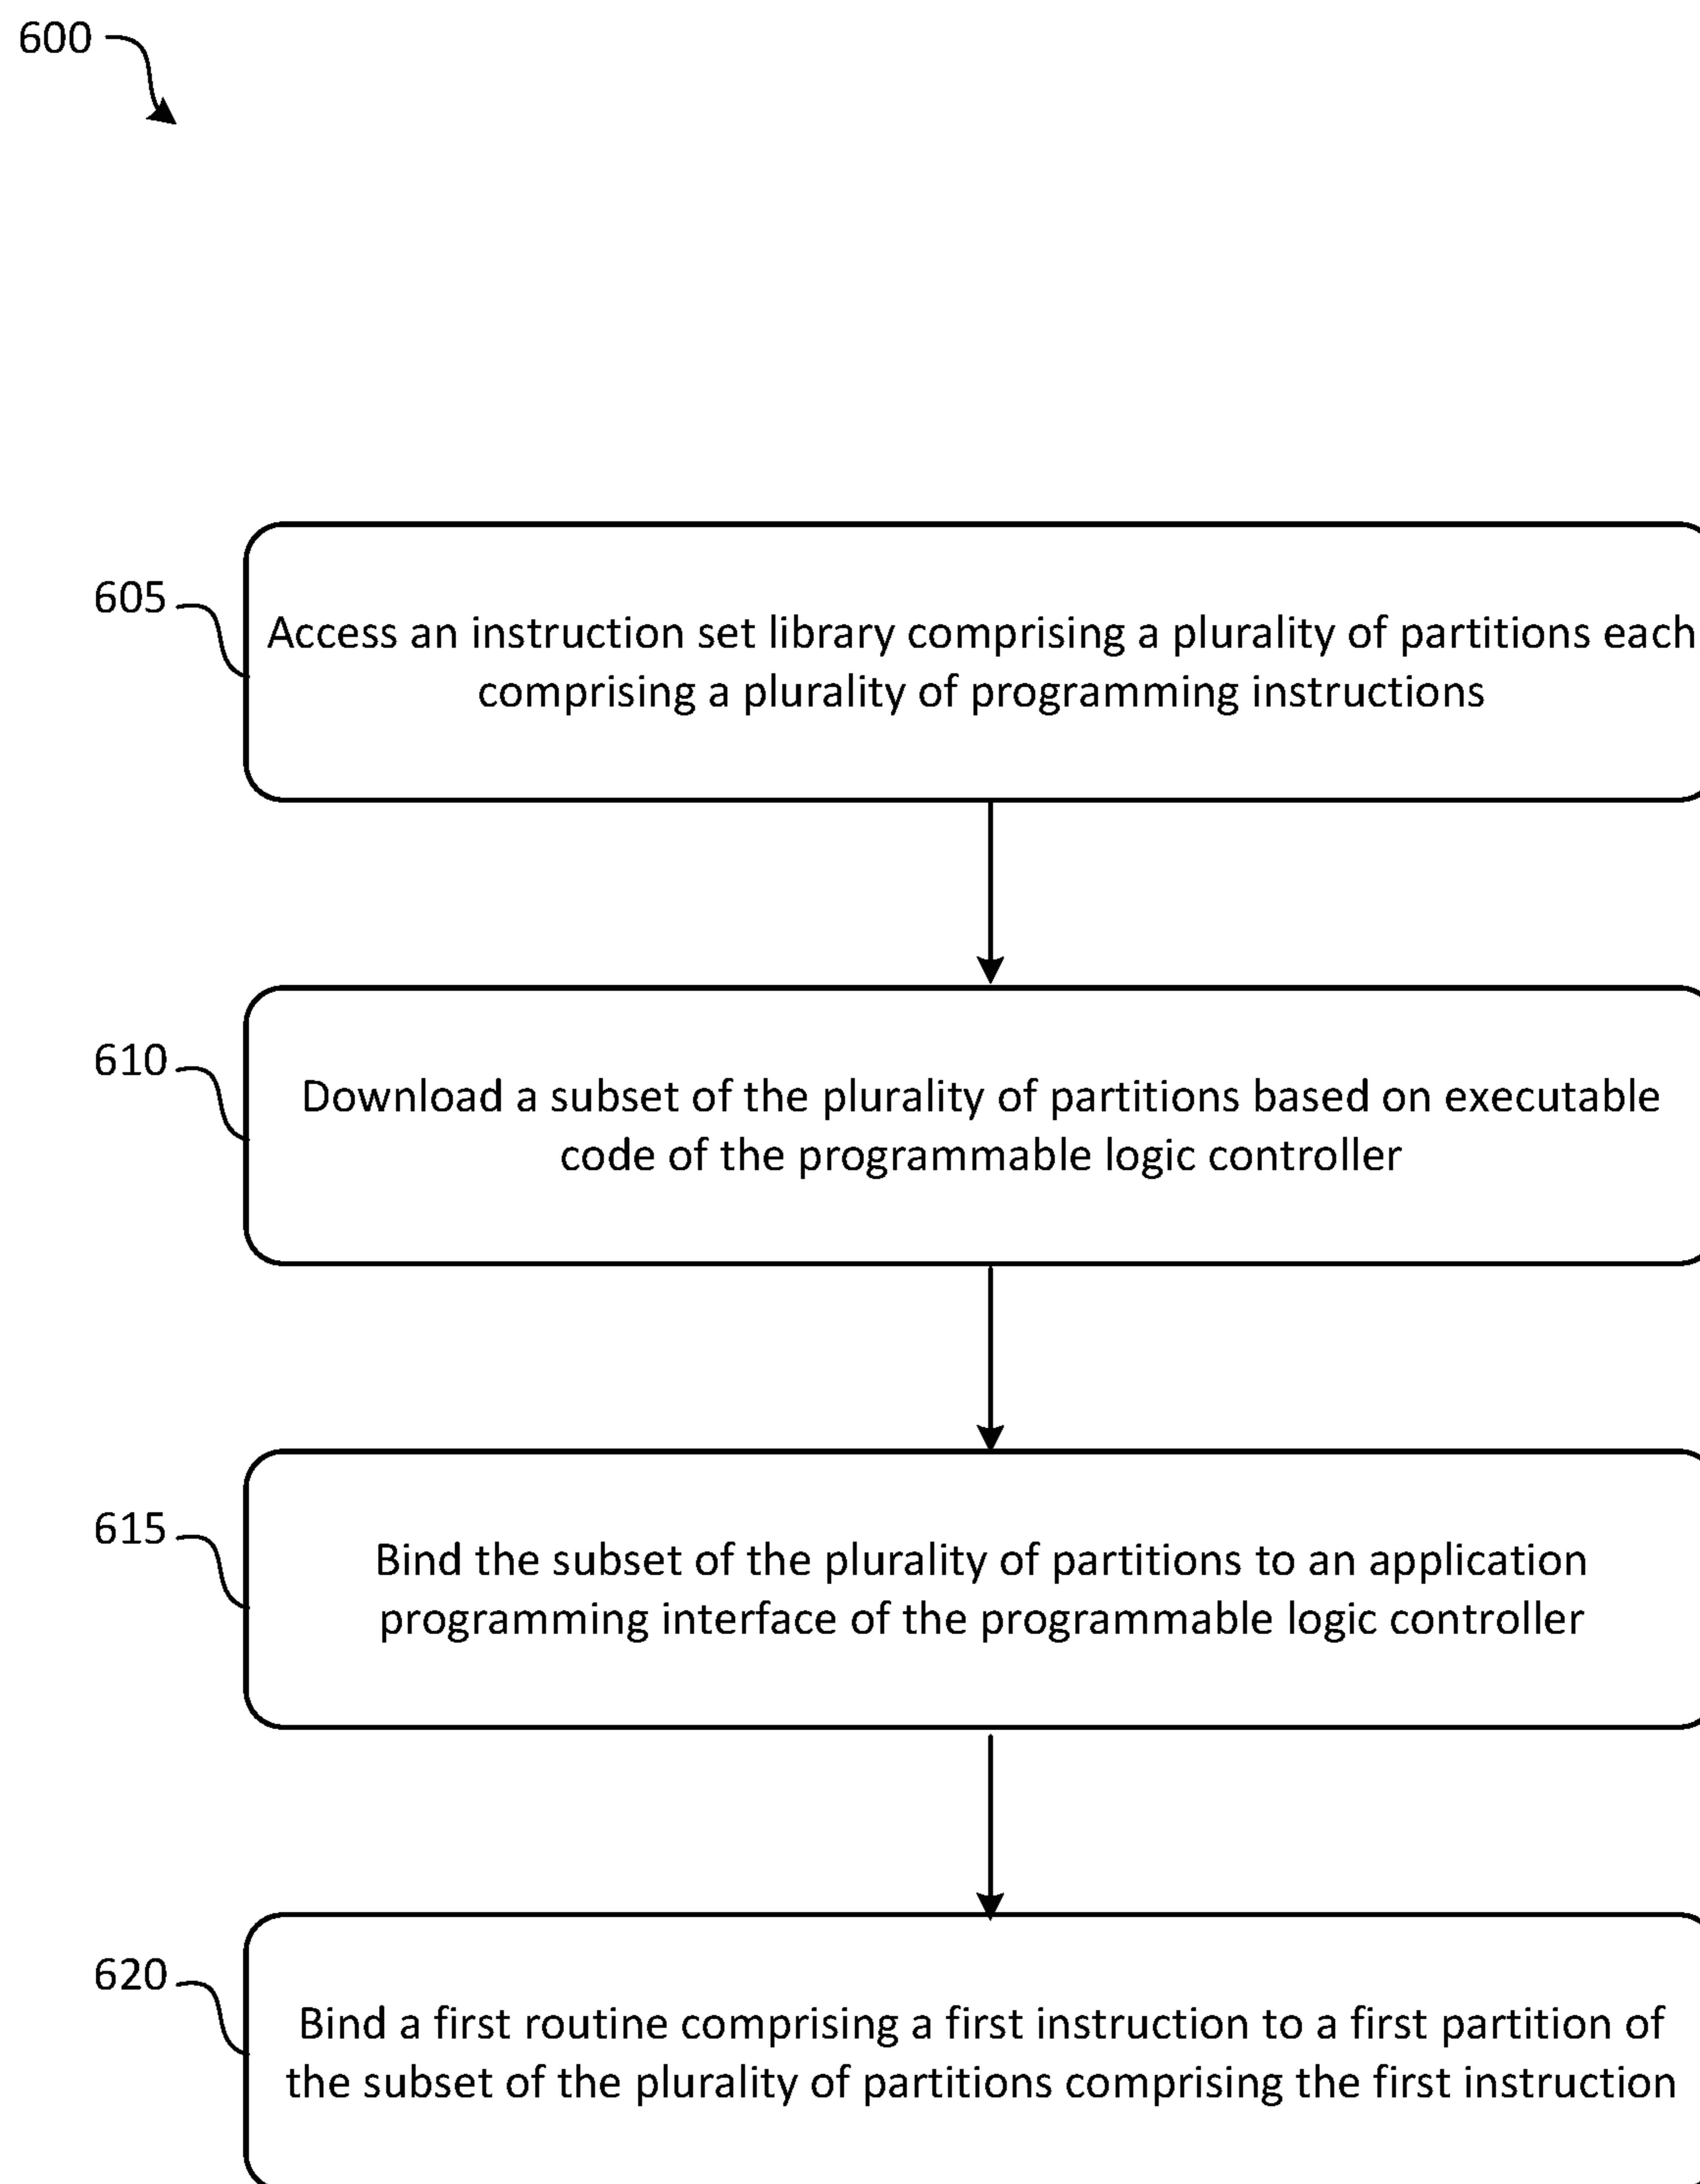 600
605
Access an instruction set library comprising a plurality of partitions each
comprising a plurality of programming instructions
610
Download a subset of the plurality of partitions based on executable
code of the programmable logic controller
615
Bind the subset of the plurality of partitions to an application
programming interface of the programmable logic controller
620
Bind a first routine comprising a first instruction to a first partition of
the subset of the plurality of partitions comprising the first instruction